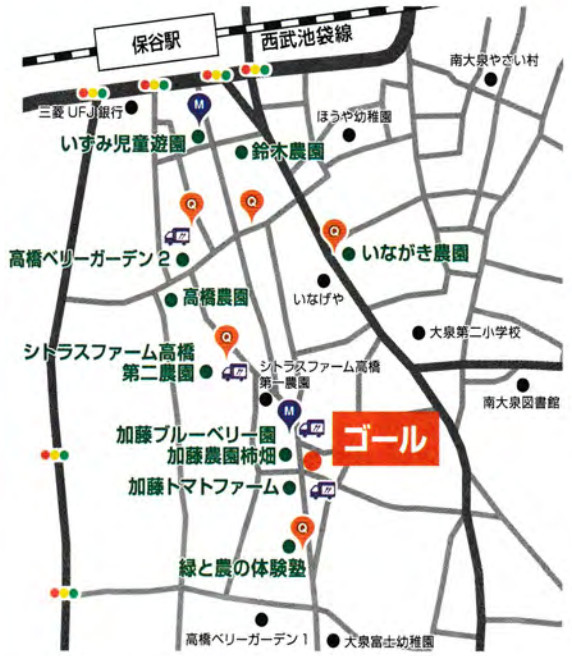 保谷駅
西武池袋線
南大泉やさい村
三菱UFJ銀行
M
ほうや幼稚園
いずみ児童遊園
鈴木農園
Q
Q
Q
高橋ベリーガーデン2
いながき農園
高橋農園
いなげや
大泉第二小学校
Q
シトラスファーム高橋
第二農園
シトラスファーム高橋
第一農園
南大泉図書館
M
加藤ブルーベリー園
ゴール
加藤農園柿畑
加藤トマトファーム
Q
緑と農の体験塾
高橋ベリーガーデン1
大泉富士幼稚園